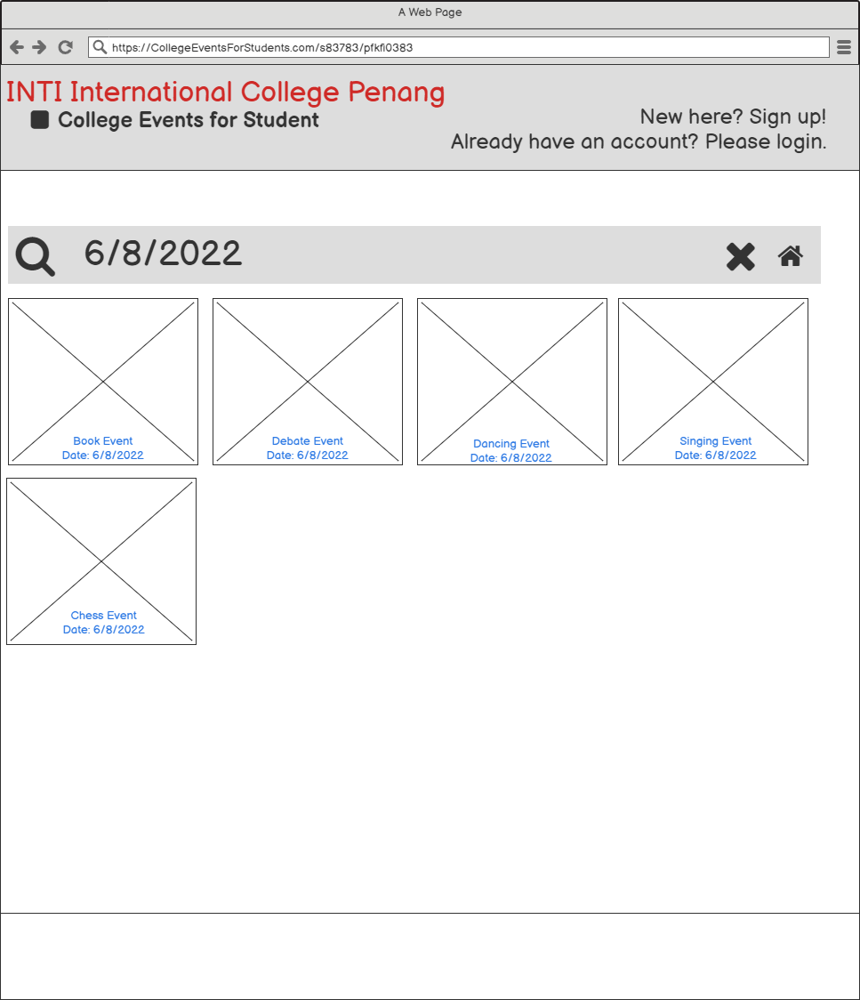 A Web Page
https://CollegeEventsForStudents.com/s83783/pfkfi0383
INTI International College Penang
College Events for Student
New here? Sign up!
Already have an account? Please login.
6/8/2022
Book Event
Date: 6/8/2022
Debate Event
Date: 6/8/2022
Dancing Event
Date: 6/8/2022
Singing Event
Date: 6/8/2022
Chess Event
Date: 6/8/2022